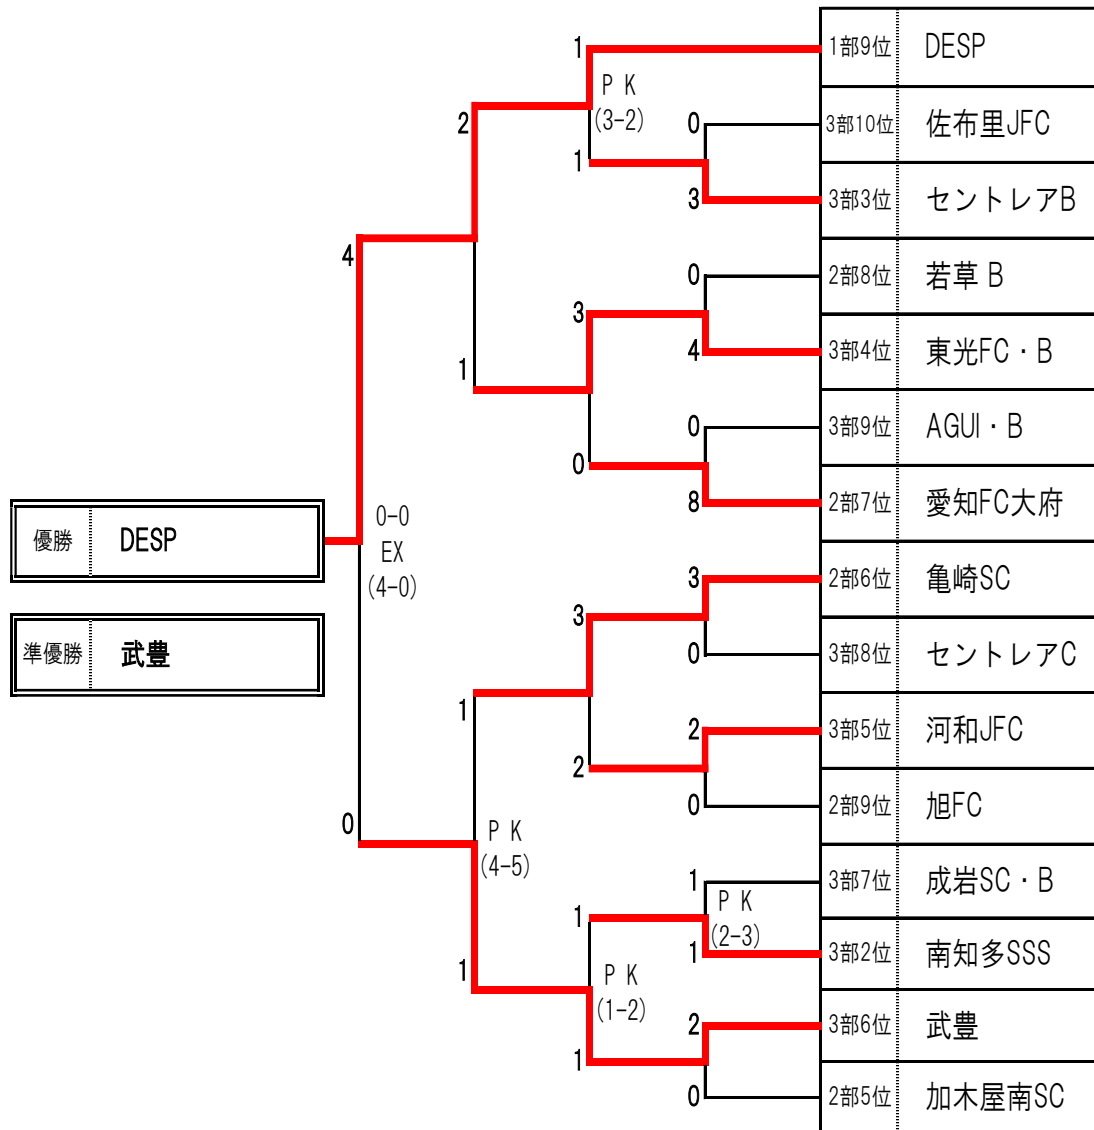 1
1部9位 DESP
P K
(3-2)
2
0
3部10位 佐布里JFC
1
3
3部3位 セントレアB
4
0
2部8位 若草 B
3
4
3部4位 東光FC・B
1
0
3部9位 AGUI・B
0
8
2部7位 愛知FC大府
優勝 DESP
0-0
EX
(4-0)
準優勝 武豊
3
2部6位 亀崎SC
3
0
3部8位 セントレアC
1
2
3部5位 河和JFC
2
0
2部9位 旭FC
0
P K
(4-5)
1
3部7位 成岩SC・B
P K
(2-3)
1
1
3部2位 南知多SSS
1
P K
(1-2)
2
3部6位 武豊
1
0
2部5位 加木屋南SC